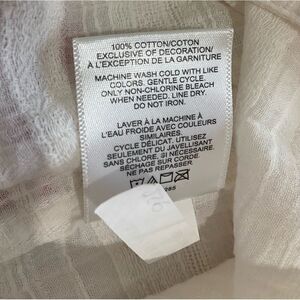 100% COTTON/COTON
EXCLUSIVE OF DECORATION/
À L'EXCEPTION DE LA GARNITURE
MACHINE WASH COLD WITH LIKE
COLORS. GENTLE CYCLE.
ONLY NON-CHLORINE BLEACH
WHEN NEEDED. LINE DRY.
DO NOT IRON.
LAVER À LA MACHINE À
L'EAU FROIDE AVEC COULEURS
SIMILAIRES.
CYCLE DÉLICAT. UTILISEZ
SEULEMENT DU JAVELLISANT
SANS CHLORE, SI NÉCESSAIRE.
SÉCHAGE SUR CORDE.
NE PAS REPASSER.